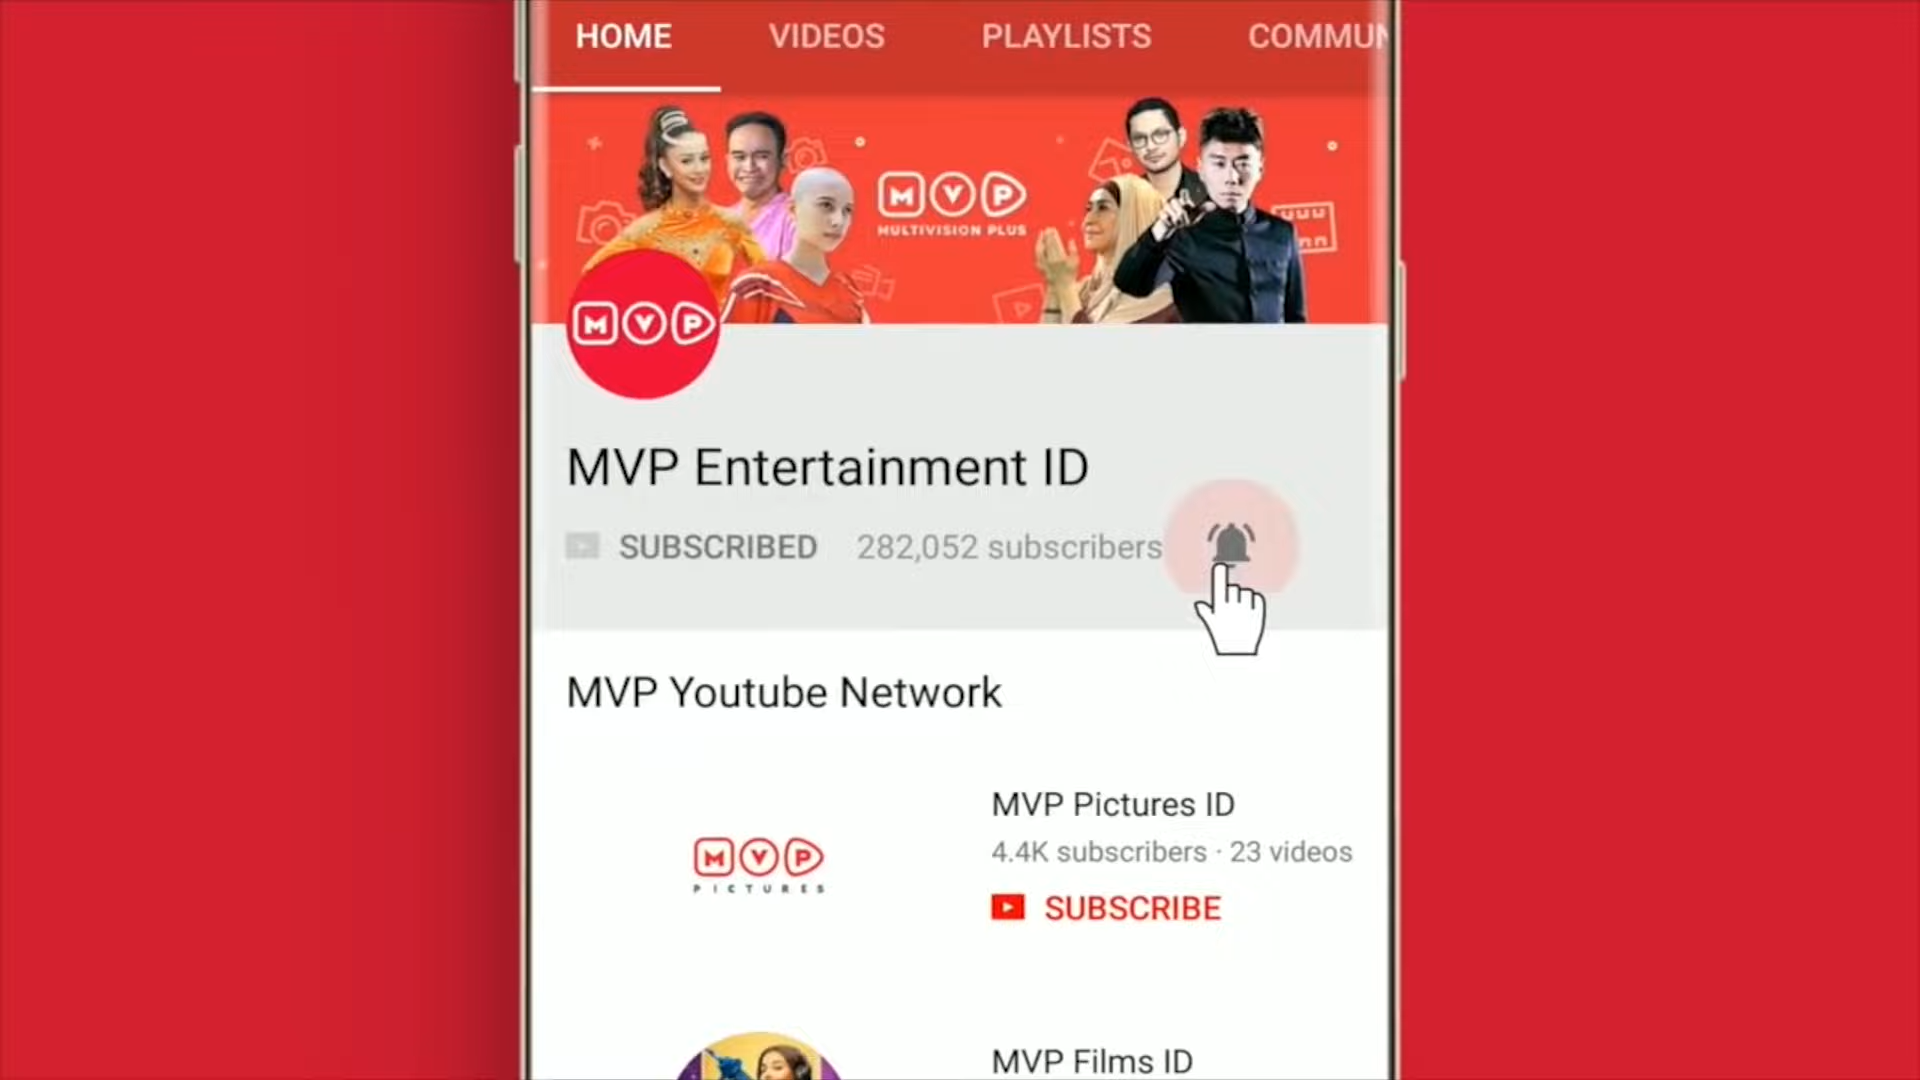 HOME VIDEOS PLAYLISTS COMMUN
MVP
MULTIVISION PLUS
MVP
MVP Entertainment ID
SUBSCRIBED 282,052 subscribers
MVP Youtube Network
MVP Pictures ID
4.4K subscribers · 23 videos
MVP
PICTURES
SUBSCRIBE
MVP Films ID